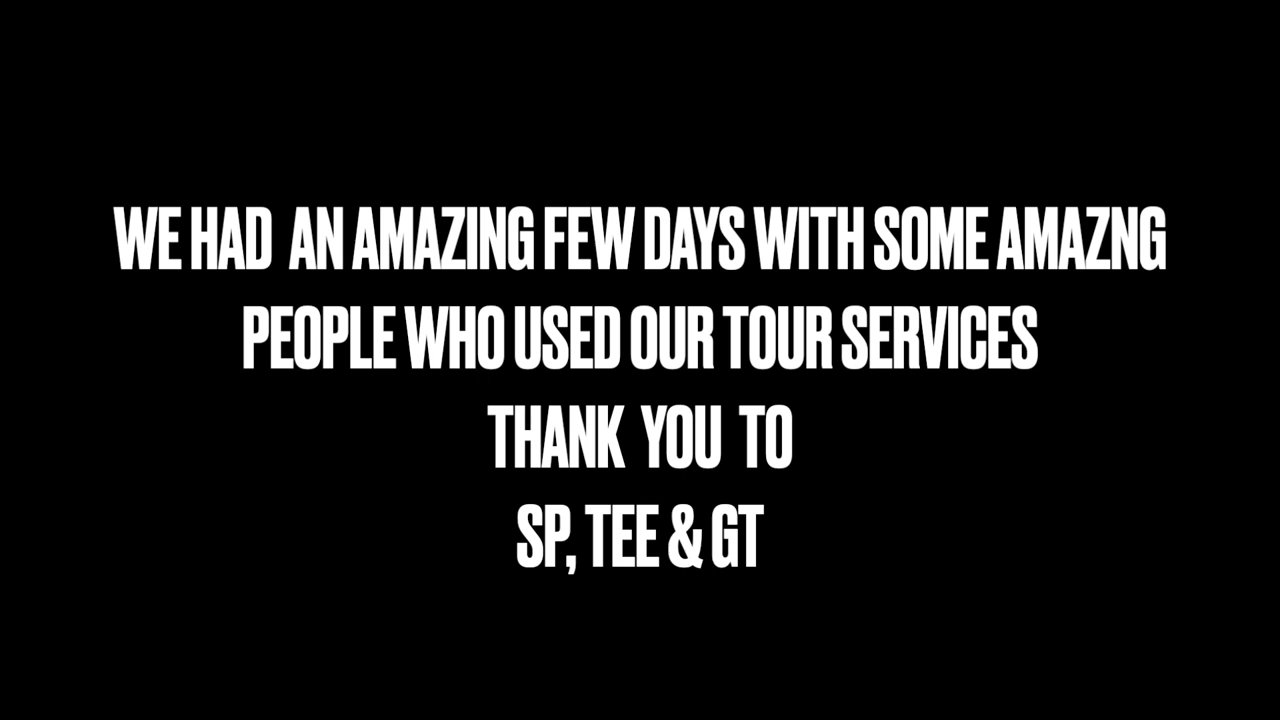 WE HAD AN AMAZING FEW DAYS WITH SOME AMAZNG
PEOPLE WHO USED OUR TOUR SERVICES
THANK YOU TO
SP, TEE & GT